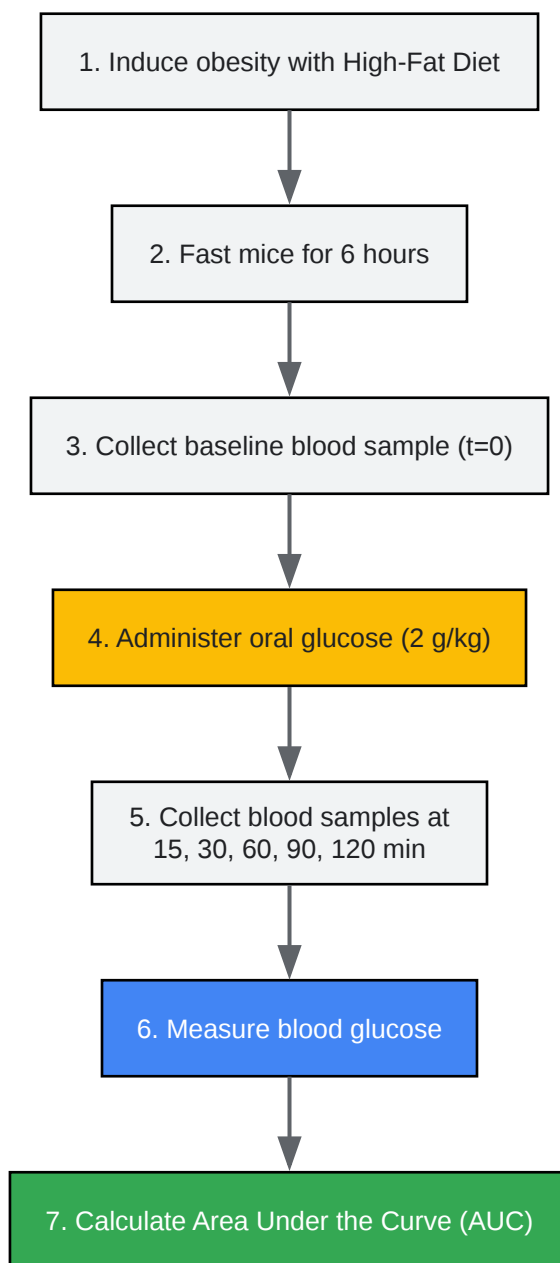 1. Induce obesity with High-Fat Diet
2. Fast mice for 6 hours
3. Collect baseline blood sample (t=0)
4. Administer oral glucose (2 g/kg)
5. Collect blood samples at
15, 30, 60, 90, 120 min
6. Measure blood glucose
7. Calculate Area Under the Curve (AUC)